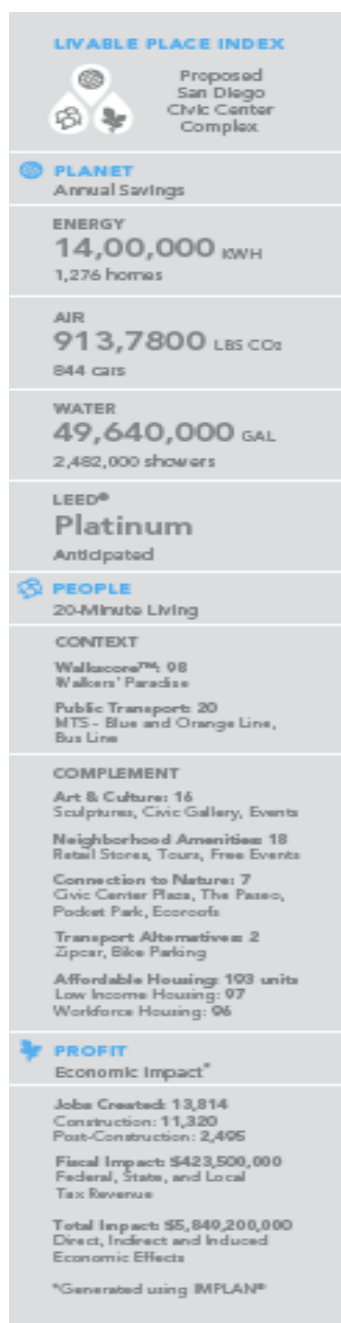 LIVABLE PLACE INDEX
Proposed
San Diego
Civic Center
Complex
PLANET
Annual Savings
ENERGY
14,00,000 KWH
1,276 homes
AIR
913,7800 LBS CO₂
844 cars
WATER
49,640,000 GAL
2,482,000 showers
LEED®
Platinum
Anticipated
PEOPLE
20-Minute Living
CONTEXT
Walkscore™: 98
Walkers' Paradise
Public Transport: 20
MTS - Blue and Orange Line,
Bus Line
COMPLEMENT
Art & Culture: 16
Sculptures, Civic Gallery, Events
Neighborhood Amenities: 18
Retail Stores, Tours, Free Events
Connection to Nature: 7
Civic Center Plaza, The Paseo,
Pocket Park, Ecoroofs
Transport Alternatives: 2
Zipcar, Bike Parking
Affordable Housing: 193 units
Low Income Housing: 97
Workforce Housing: 96
PROFIT
Economic Impact*
Jobs Created: 13,814
Construction: 11,320
Post-Construction: 2,495
Fiscal Impact: $423,500,000
Federal, State, and Local
Tax Revenue
Total Impact: $5,849,200,000
Direct, Indirect and Induced
Economic Effects
*Generated using IMPLAN®